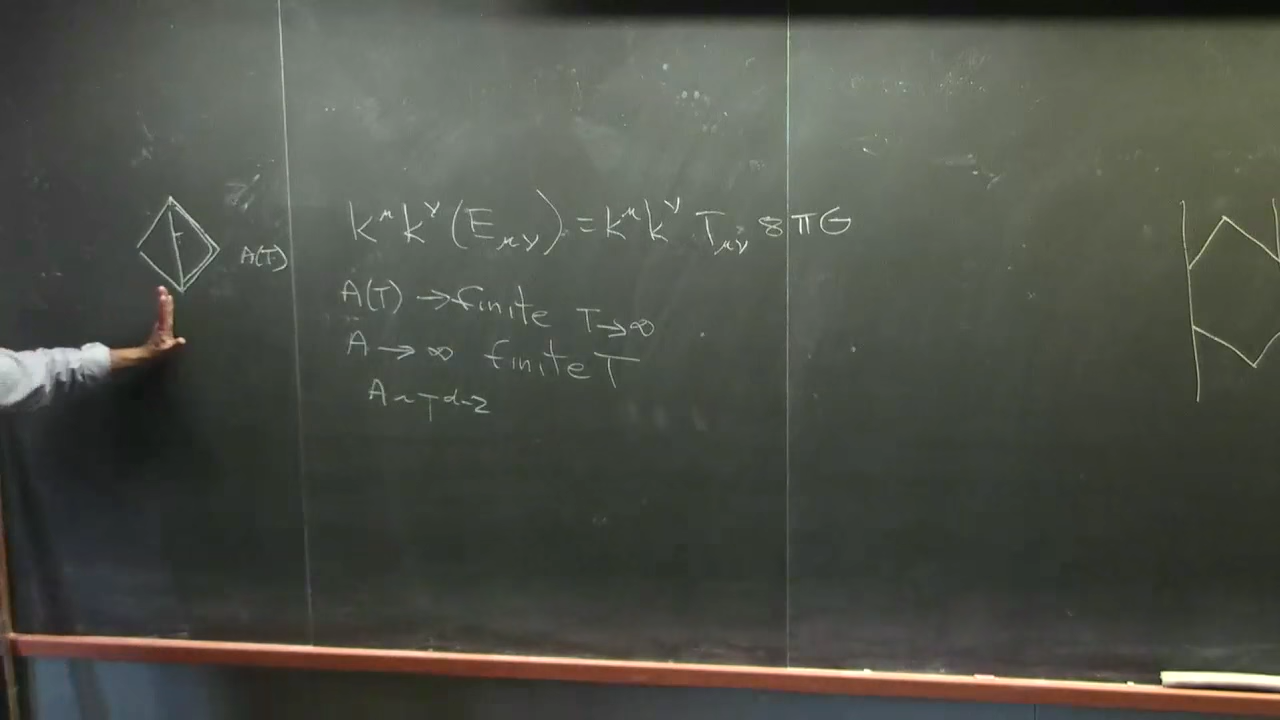 A(T)
k^μ k^ν (E_μν) = k^μ k^ν T_μν 8πG
A(T) → finite T→∞
A → ∞ finite T
A ~ T^d-2